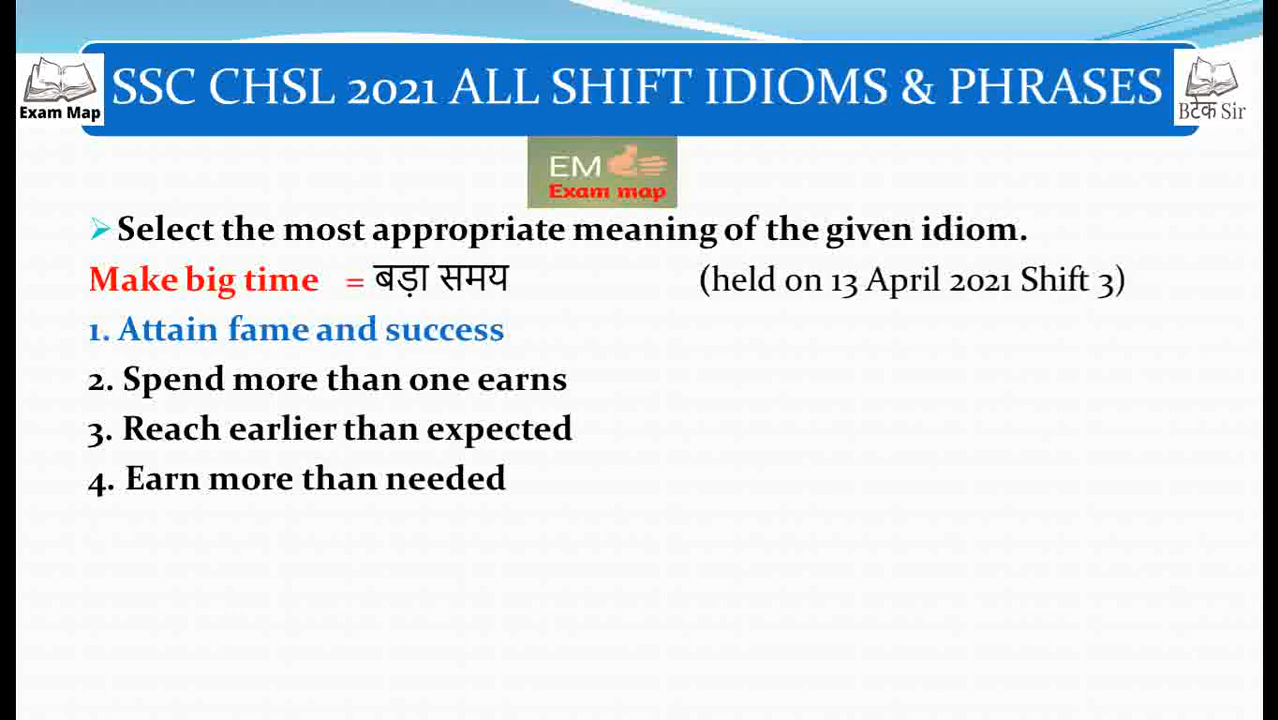 SSC CHSL 2021 ALL SHIFT IDIOMS & PHRASES
Exam Map
Bटेक Sir
EM
Exam map
Select the most appropriate meaning of the given idiom.
Make big time = बड़ा समय (held on 13 April 2021 Shift 3)
1. Attain fame and success
2. Spend more than one earns
3. Reach earlier than expected
4. Earn more than needed